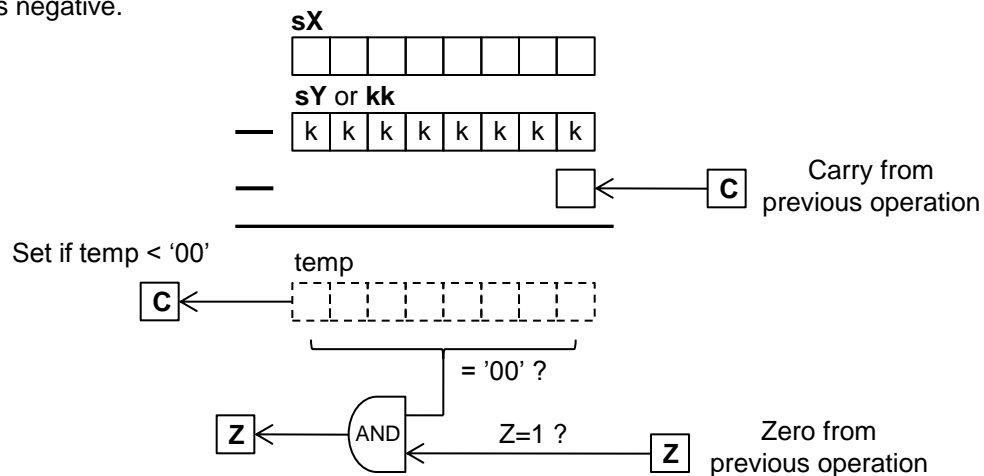 s negative.
sX
sY or kk
k k k k k k k k
C
Carry from
previous operation
Set if temp < ‘00’
temp
C
= ’00’ ?
Z
AND
Z=1 ?
Z
Zero from
previous operation